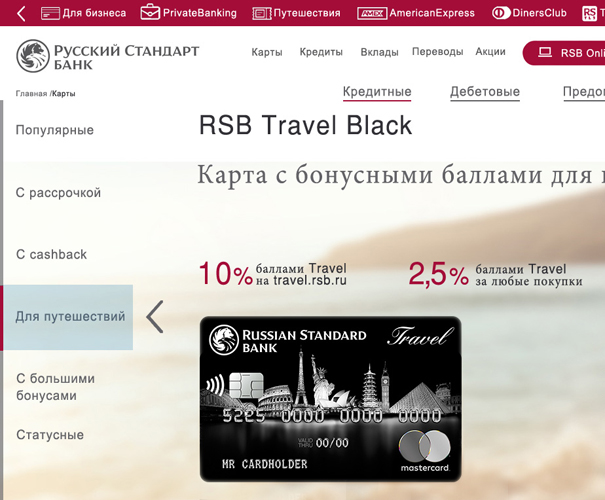 Для бизнеса PrivateBanking Путешествия AMEX AmericanExpress DinersClub RS
Русский Стандарт
Банк
Карты Кредиты Вклады Переводы Акции RSB Onli
Главная /Карты
Кредитные Дебетовые Предо
Популярные
RSB Travel Black
Карта с бонусными баллами для
С рассрочкой
С cashback
10% баллами Travel
на travel.rsb.ru
2,5% баллами Travel
за любые покупки
Для путешествий
Russian Standard
Bank
Travel
С большими
бонусами
5225 0000 0000 0000
VALID
THRU 00/00
MR CARDHOLDER
mastercard
Статусные